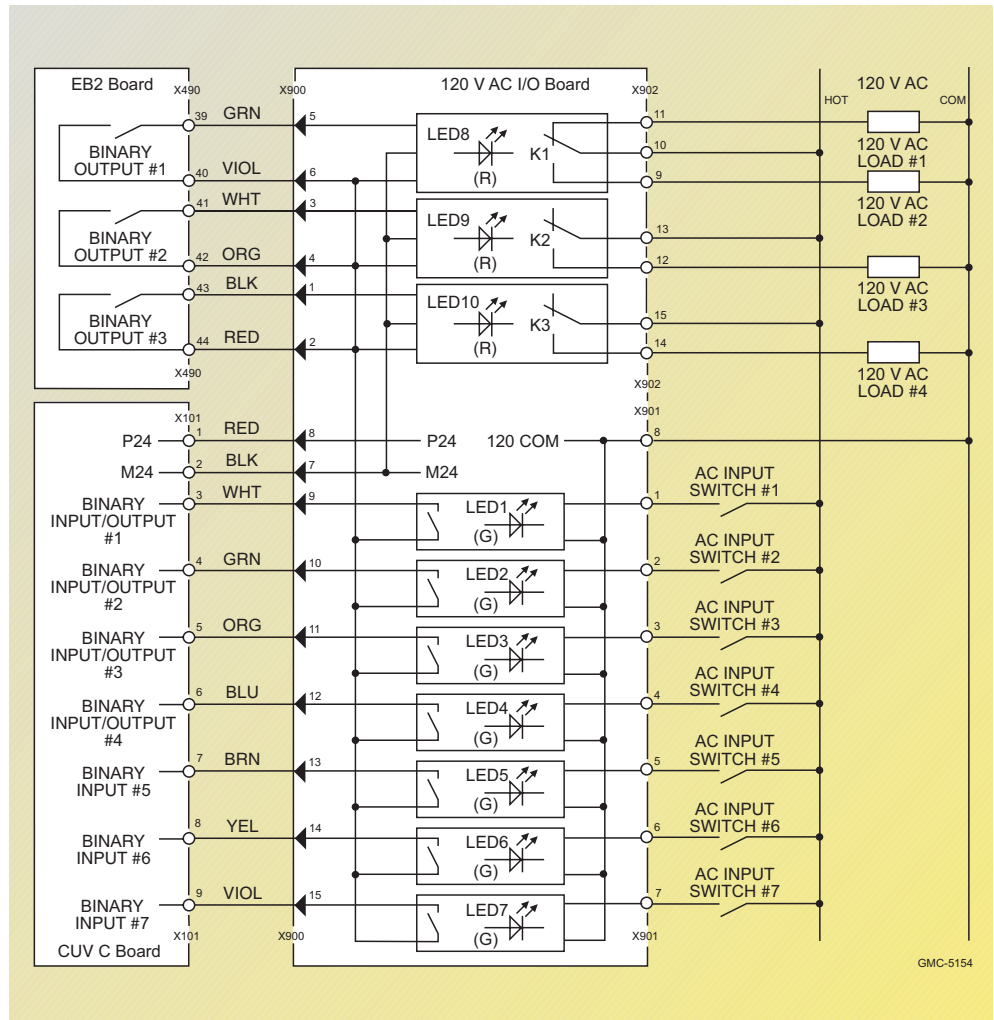 EB2 Board
X490
X900
120 V AC I/O Board
X902
120 V AC
HOT
COM
39
GRN
5
LED8
K1
(R)
11
10
9
120 V AC
LOAD #1
BINARY
OUTPUT #1
40
VIOL
6
120 V AC
LOAD #2
41
WHT
3
LED9
K2
(R)
13
12
BINARY
OUTPUT #2
42
ORG
4
120 V AC
LOAD #3
43
BLK
1
LED10
K3
(R)
15
14
BINARY
OUTPUT #3
44
RED
2
120 V AC
LOAD #4
X490
X902
X101
X901
P24
1
RED
8
P24
120 COM
8
M24
2
BLK
7
M24
BINARY
INPUT/OUTPUT
#1
3
WHT
9
LED1
(G)
1
AC INPUT
SWITCH #1
BINARY
INPUT/OUTPUT
#2
4
GRN
10
LED2
(G)
2
AC INPUT
SWITCH #2
BINARY
INPUT/OUTPUT
#3
5
ORG
11
LED3
(G)
3
AC INPUT
SWITCH #3
BINARY
INPUT/OUTPUT
#4
6
BLU
12
LED4
(G)
4
AC INPUT
SWITCH #4
BINARY
INPUT #5
7
BRN
13
LED5
(G)
5
AC INPUT
SWITCH #5
BINARY
INPUT #6
8
YEL
14
LED6
(G)
6
AC INPUT
SWITCH #6
BINARY
INPUT #7
9
VIOL
15
LED7
(G)
7
AC INPUT
SWITCH #7
X101
X900
X901
CUV C Board
GMC-5154